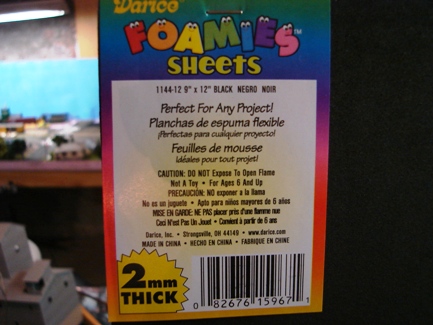 Darice
FOAMIES™
SHEETS
1144-12 9" x 12" BLACK NEGRO NOIR
Perfect For Any Project!
Planchas de espuma flexible
¡Perfectas para cualquier proyecto!
Feuilles de mousse
Idéales pour tout projet!
CAUTION: DO NOT Expose To Open Flame
Not A Toy • For Ages 6 And Up
PRECAUCIÓN: NO exponer a la llama
No es un joguete • Apto para niños mayores de 6 años
MISE EN GARDE: NE PAS placer près d'une flamme nue
Ceci N'est Pas Un Jouet • Convient à partir de 6 ans
Darice, Inc. • Strongsville, OH 44149 • www.darice.com
MADE IN CHINA • HECHO EN CHINA • FABRIQUE EN CHINE
2mm
THICK
0 82676 15967 1